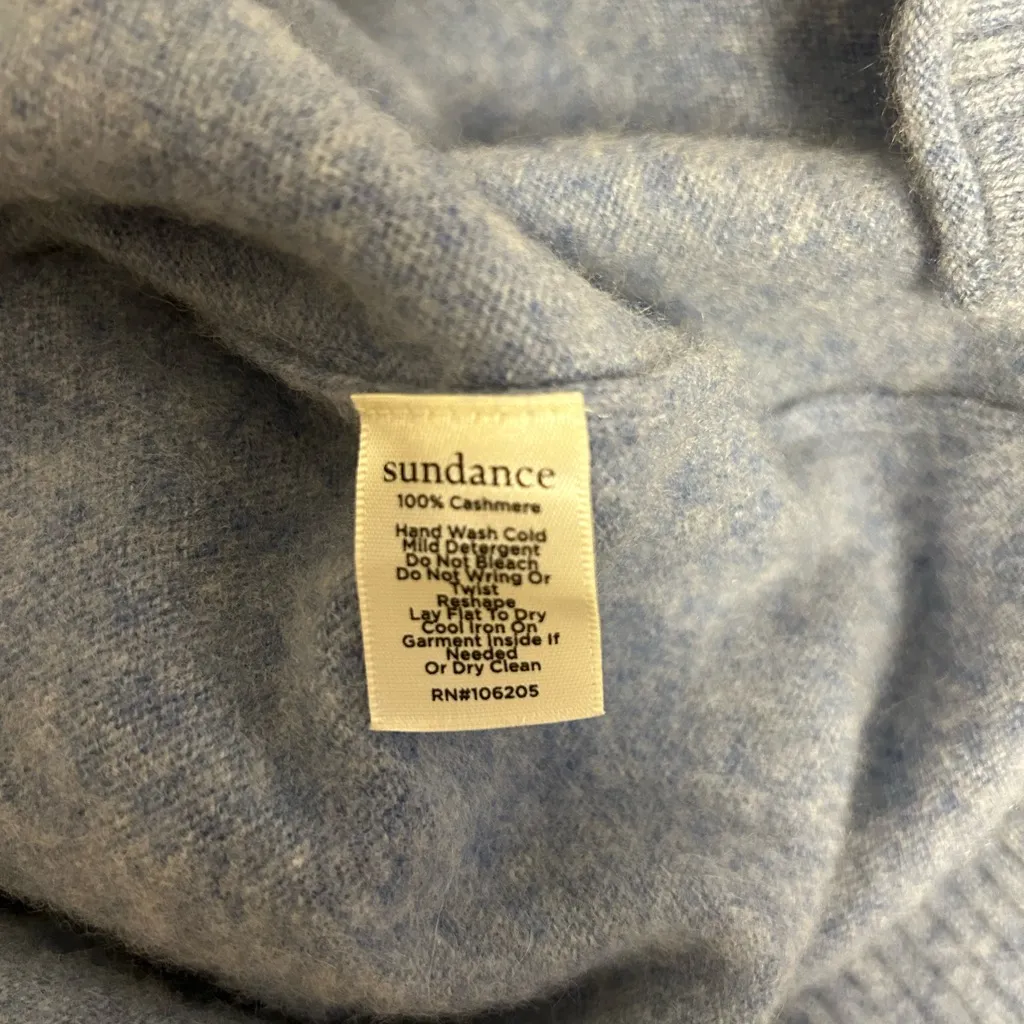 sundance
100% Cashmere
Hand Wash Cold
Mild Detergent
Do Not Bleach
Do Not Wring Or
Twist
Reshape
Lay Flat To Dry
Cool Iron On
Garment Inside If
Needed
Or Dry Clean
RN#106205